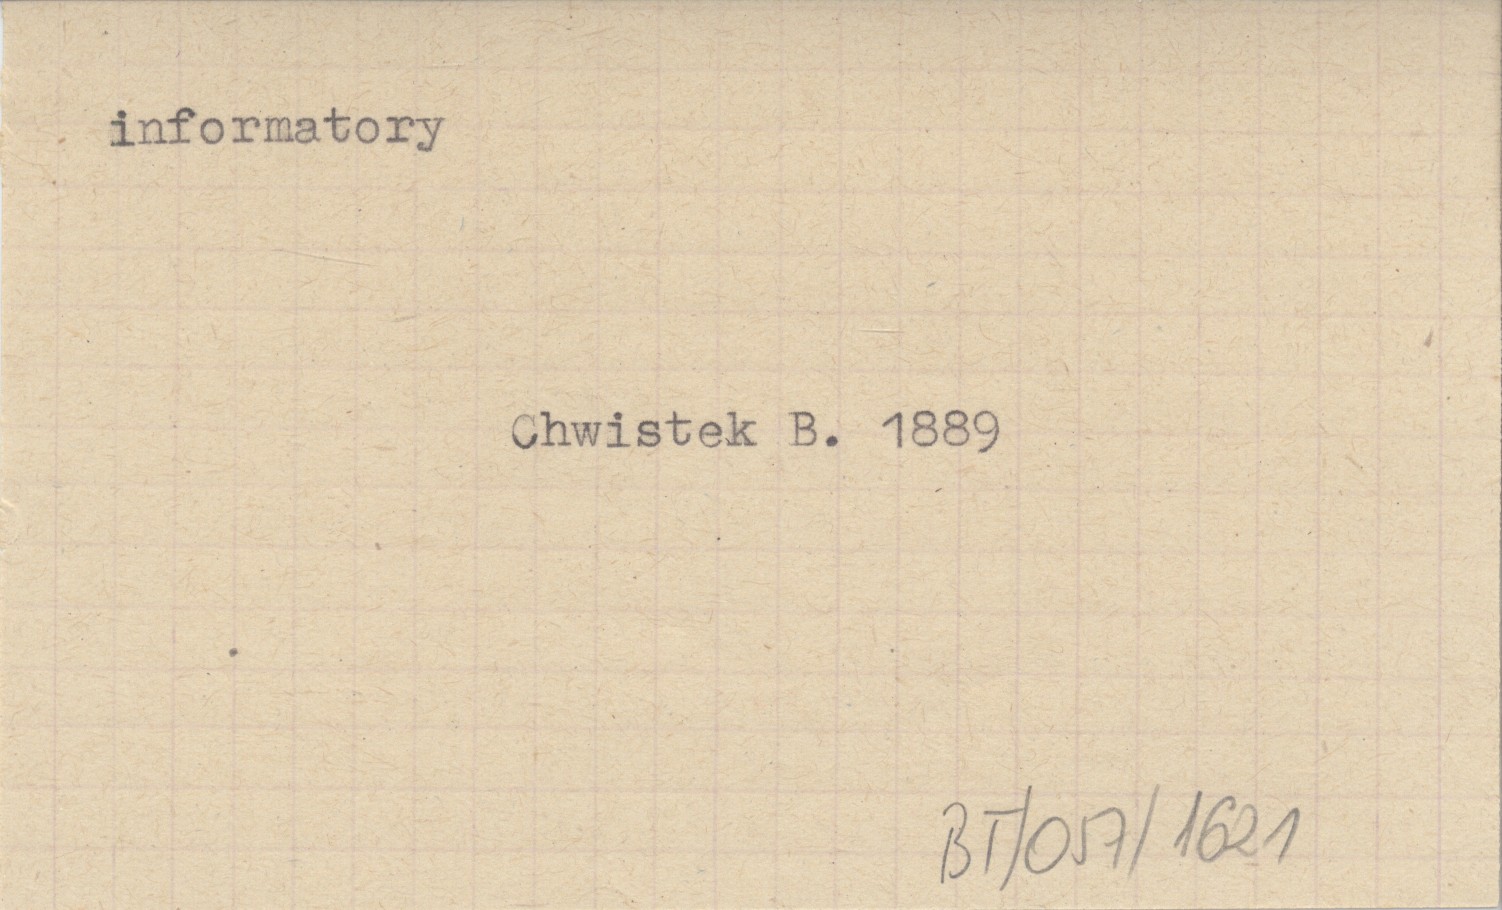 informatory
Chwistek B. 1889
BT/057/1621